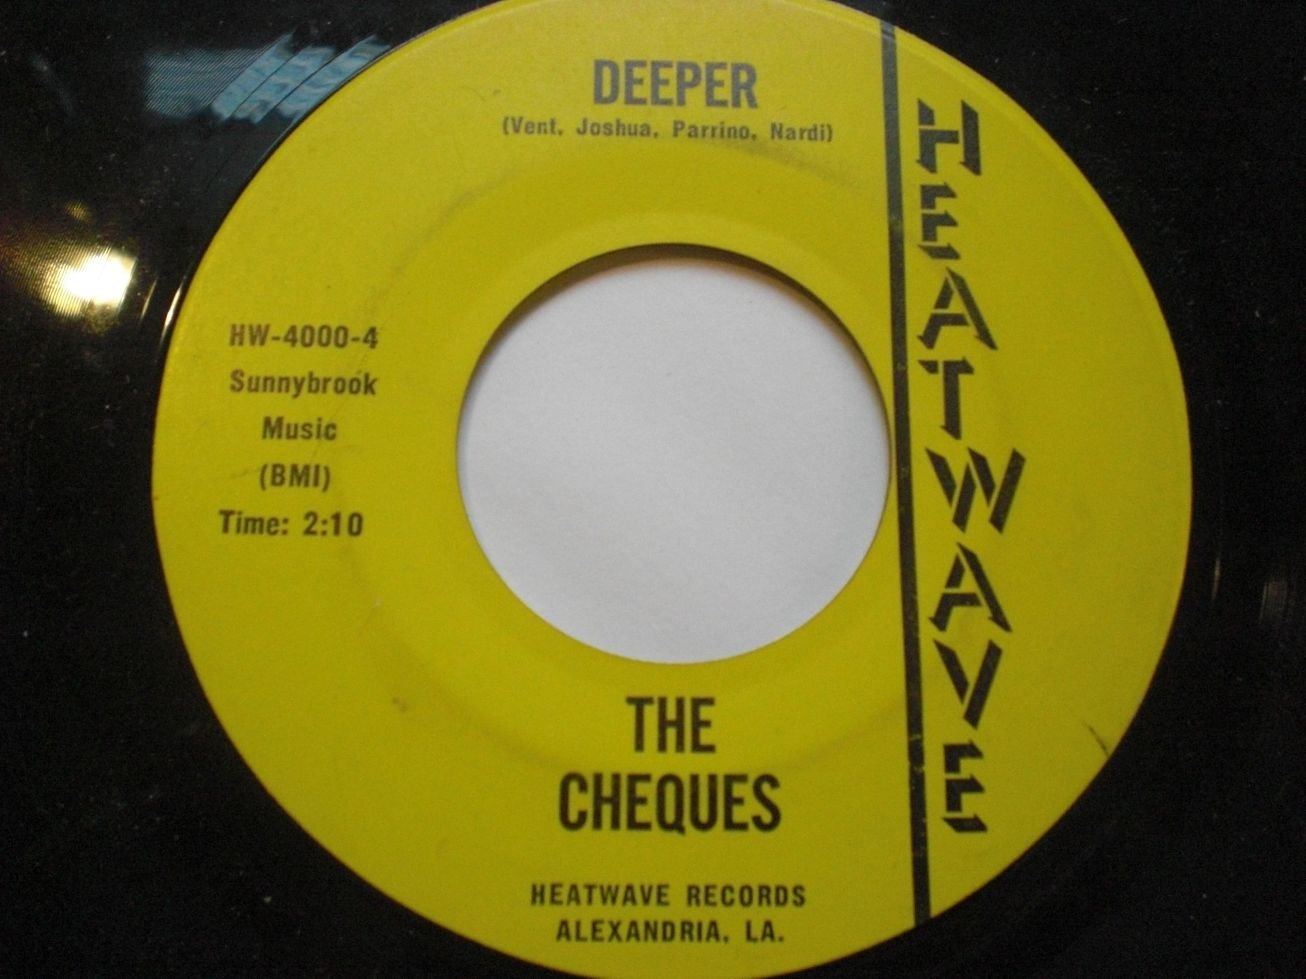 DEEPER
(Vent, Joshua, Parrino, Nardi)
HEATWAVE
HW-4000-4
Sunnybrook
Music
(BMI)
Time: 2:10
THE
CHEQUES
HEATWAVE RECORDS
ALEXANDRIA, LA.